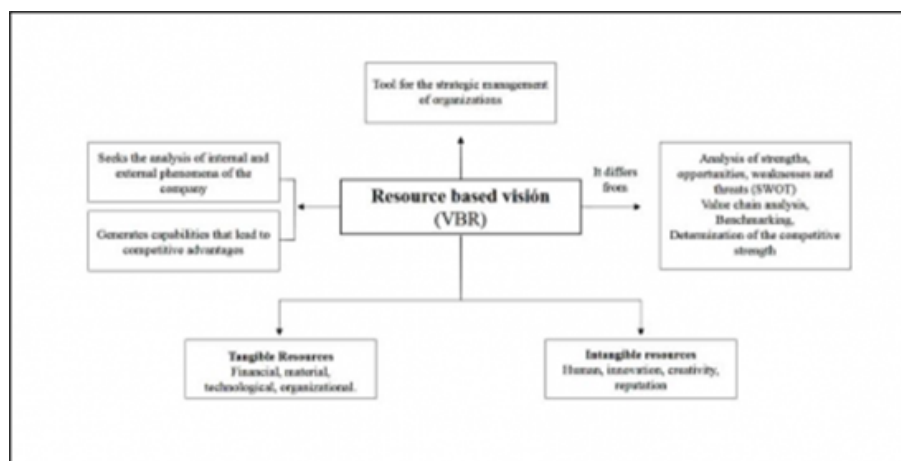 Tool for the strategic management
of organizations
Seeks the analysis of internal and
external phenomena of the
company
Generates capabilities that lead to
competitive advantages
Resource based visión
(VBR)
It differs
from
Analysis of strengths,
opportunities, weaknesses and
threats (SWOT)
Value chain analysis,
Benchmarking,
Determination of the competitive
strength
Tangible Resources
Financial, material,
technological, organizational.
Intangible resources
Human, innovation, creativity,
reputation